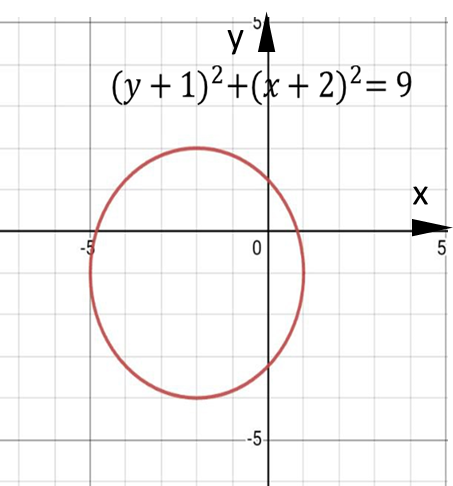 5
y
(y + 1)²+(x + 2)²= 9
x
-5 0 5
-5